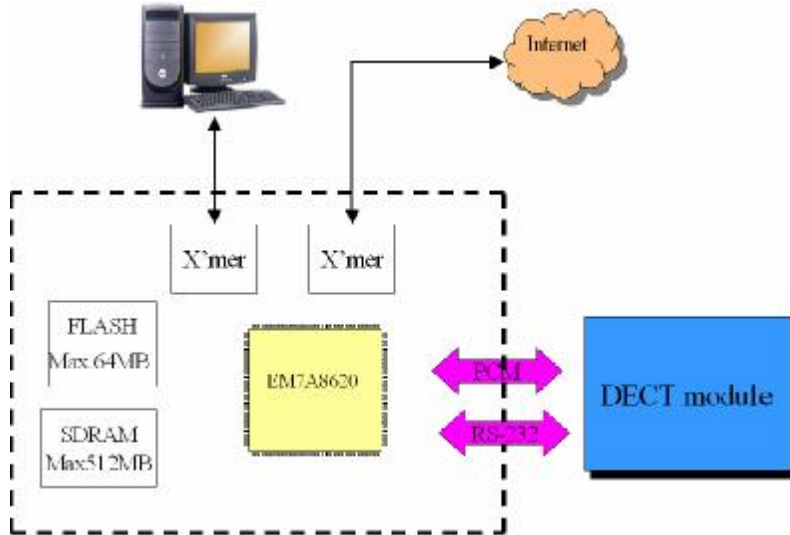 Internet
X'mer
X'mer
FLASH
Max.64MB
EM7A8620
SDRAM
Max512MB
PCM
RS-232
DECT module